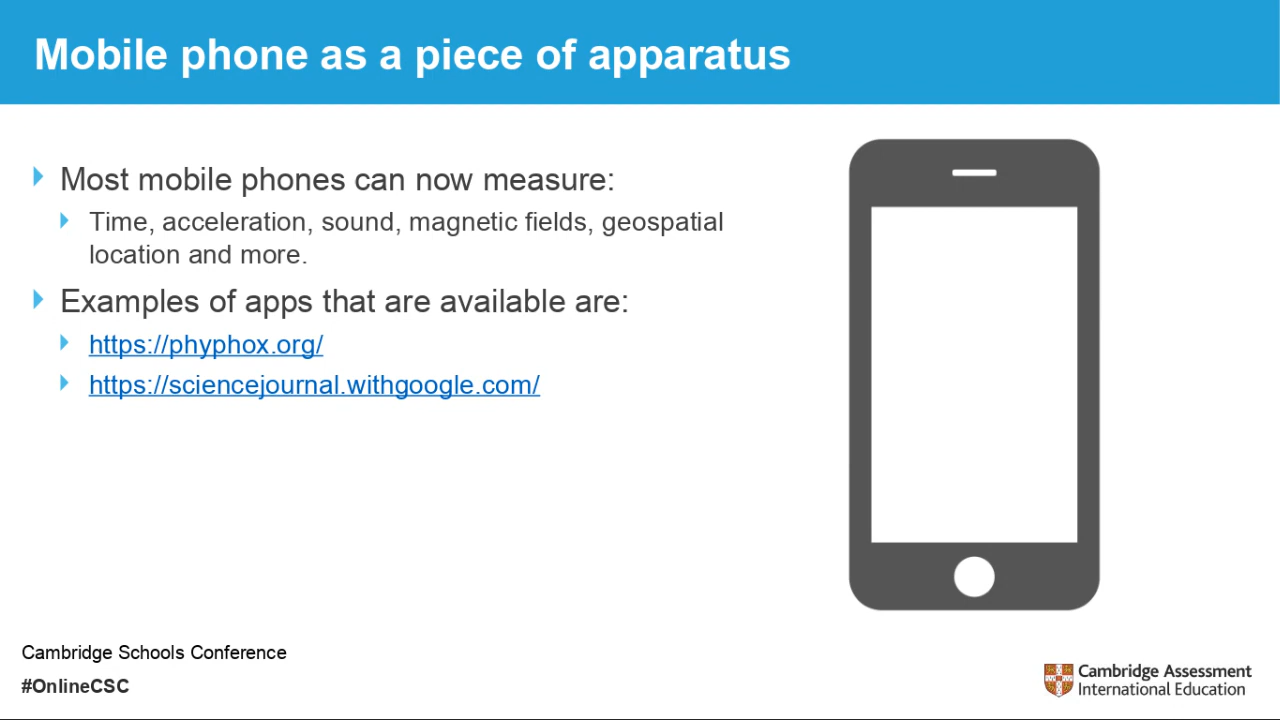 Mobile phone as a piece of apparatus
Most mobile phones can now measure:
Time, acceleration, sound, magnetic fields, geospatial
location and more.
Examples of apps that are available are:
https://phyphox.org/
https://sciencejournal.withgoogle.com/
Cambridge Schools Conference
#OnlineCSC
Cambridge Assessment
International Education